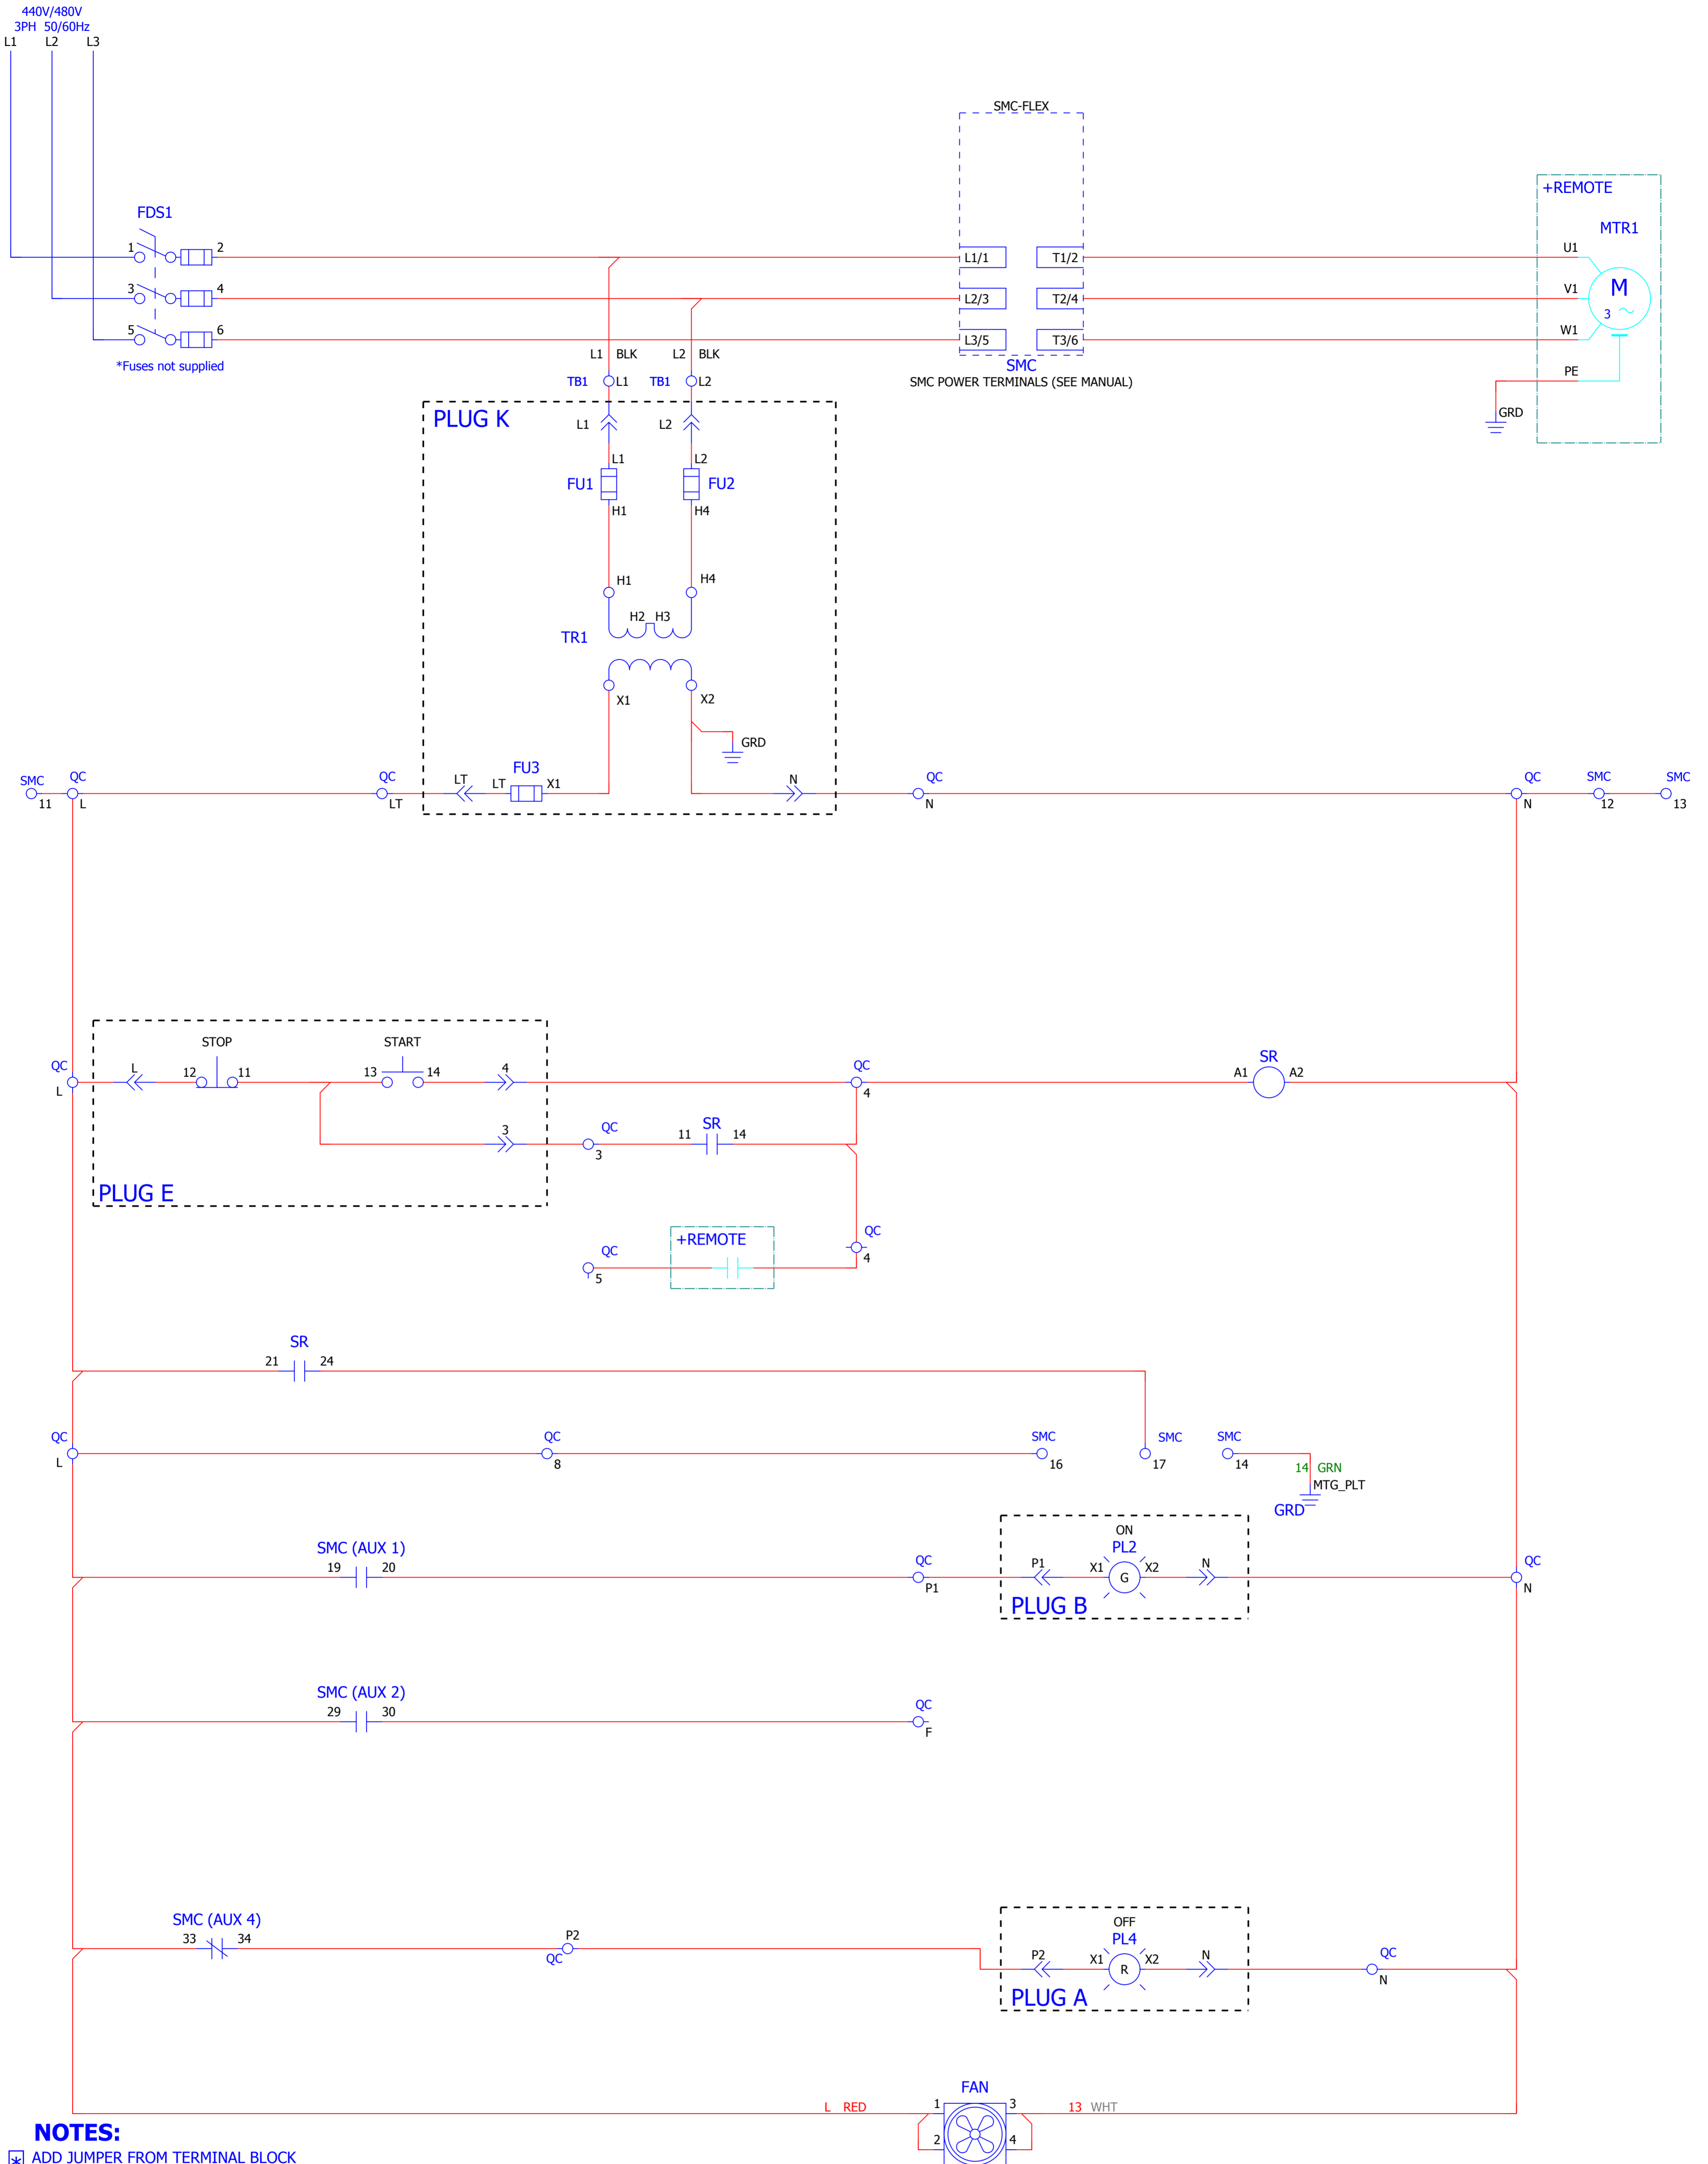 440V/480V
3PH 50/60Hz
L1 L2 L3
SMC-FLEX
+REMOTE
MTR1
FDS1
1 2 L1/1 T1/2 U1
3 4 L2/3 T2/4 V1
M
3
5 6 L3/5 T3/6 W1
*Fuses not supplied
L1 BLK L2 BLK
SMC
SMC POWER TERMINALS (SEE MANUAL)
PE
TB1 L1 TB1 L2
GRD
PLUG K
L1 L2
L1 L2
FU1 FU2
H1 H4
H1 H4
H2 H3
TR1
X1 X2
GRD
SMC QC QC LT LT FU3 X1 N QC QC SMC SMC
11 L LT N N 12 13
STOP START
QC L 12 11 13 14 4 QC SR
A1 A2
L 4
3 QC 11 SR 14
3
PLUG E
QC +REMOTE QC
5 4
SR
21 24
QC QC SMC SMC SMC
L 8 16 17 14
14 GRN
MTG_PLT
GRD
SMC (AUX 1)
19 20
ON
PL2
QC P1 X1 G X2 N QC
P1 N
PLUG B
SMC (AUX 2)
29 30 QC
F
SMC (AUX 4)
33 34 P2
QC
OFF
PL4
P2 X1 R X2 N QC
N
PLUG A
FAN
L RED 1 3 13 WHT
2 4
NOTES:
* ADD JUMPER FROM TERMINAL BLOCK